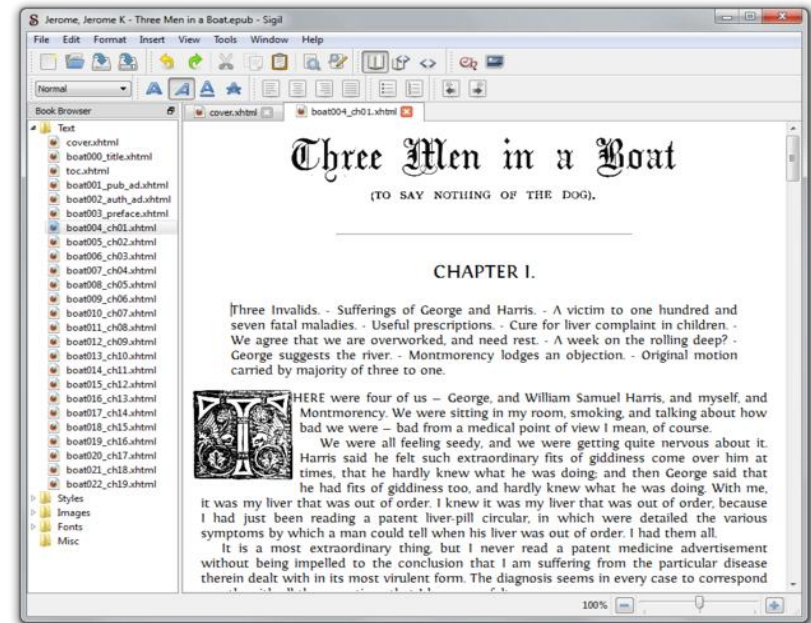 Jerome, Jerome K - Three Men in a Boat.epub - Sigil
File Edit Format Insert View Tools Window Help
Normal
A A A
Book Browser
cover.xhtml
boat004_ch01.xhtml
Text
cover.xhtml
boat000_title.xhtml
toc.xhtml
boat001_pub_ad.xhtml
boat002_auth_ad.xhtml
boat003_preface.xhtml
boat004_ch01.xhtml
boat005_ch02.xhtml
boat006_ch03.xhtml
boat007_ch04.xhtml
boat008_ch05.xhtml
boat009_ch06.xhtml
boat010_ch07.xhtml
boat011_ch08.xhtml
boat012_ch09.xhtml
boat013_ch10.xhtml
boat014_ch11.xhtml
boat015_ch12.xhtml
boat016_ch13.xhtml
boat017_ch14.xhtml
boat018_ch15.xhtml
boat019_ch16.xhtml
boat020_ch17.xhtml
boat021_ch18.xhtml
boat022_ch19.xhtml
Styles
Images
Fonts
Misc
Three Men in a Boat
(TO SAY NOTHING OF THE DOG).
CHAPTER I.
Three Invalids. - Sufferings of George and Harris. - A victim to one hundred and
seven fatal maladies. - Useful prescriptions. - Cure for liver complaint in children. -
We agree that we are overworked, and need rest. - A week on the rolling deep? -
George suggests the river. - Montmorency lodges an objection. - Original motion
carried by majority of three to one.
THERE were four of us – George, and William Samuel Harris, and myself, and
Montmorency. We were sitting in my room, smoking, and talking about how
bad we were – bad from a medical point of view I mean, of course.
We were all feeling seedy, and we were getting quite nervous about it.
Harris said he felt such extraordinary fits of giddiness come over him at
times, that he hardly knew what he was doing; and then George said that
he had fits of giddiness too, and hardly knew what he was doing. With me,
it was my liver that was out of order. I knew it was my liver that was out of order, because
I had just been reading a patent liver-pill circular, in which were detailed the various
symptoms by which a man could tell when his liver was out of order. I had them all.
It is a most extraordinary thing, but I never read a patent medicine advertisement
without being impelled to the conclusion that I am suffering from the particular disease
therein dealt with in its most virulent form. The diagnosis seems in every case to correspond
100%